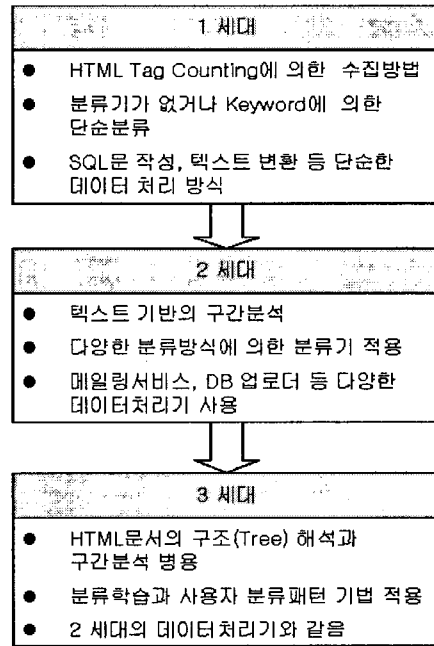 1 세대
● HTML Tag Counting에 의한 수집방법
● 분류기가 없거나 Keyword에 의한
단순분류
● SQL문 작성, 텍스트 변환 등 단순한
데이터 처리 방식
2 세대
● 텍스트 기반의 구간분석
● 다양한 분류방식에 의한 분류기 적용
● 메일링서비스, DB 업로더 등 다양한
데이터처리기 사용
3 세대
● HTML문서의 구조(Tree) 해석과
구간분석 병용
● 분류학습과 사용자 분류패턴 기법 적용
● 2 세대의 데이터처리기와 같음